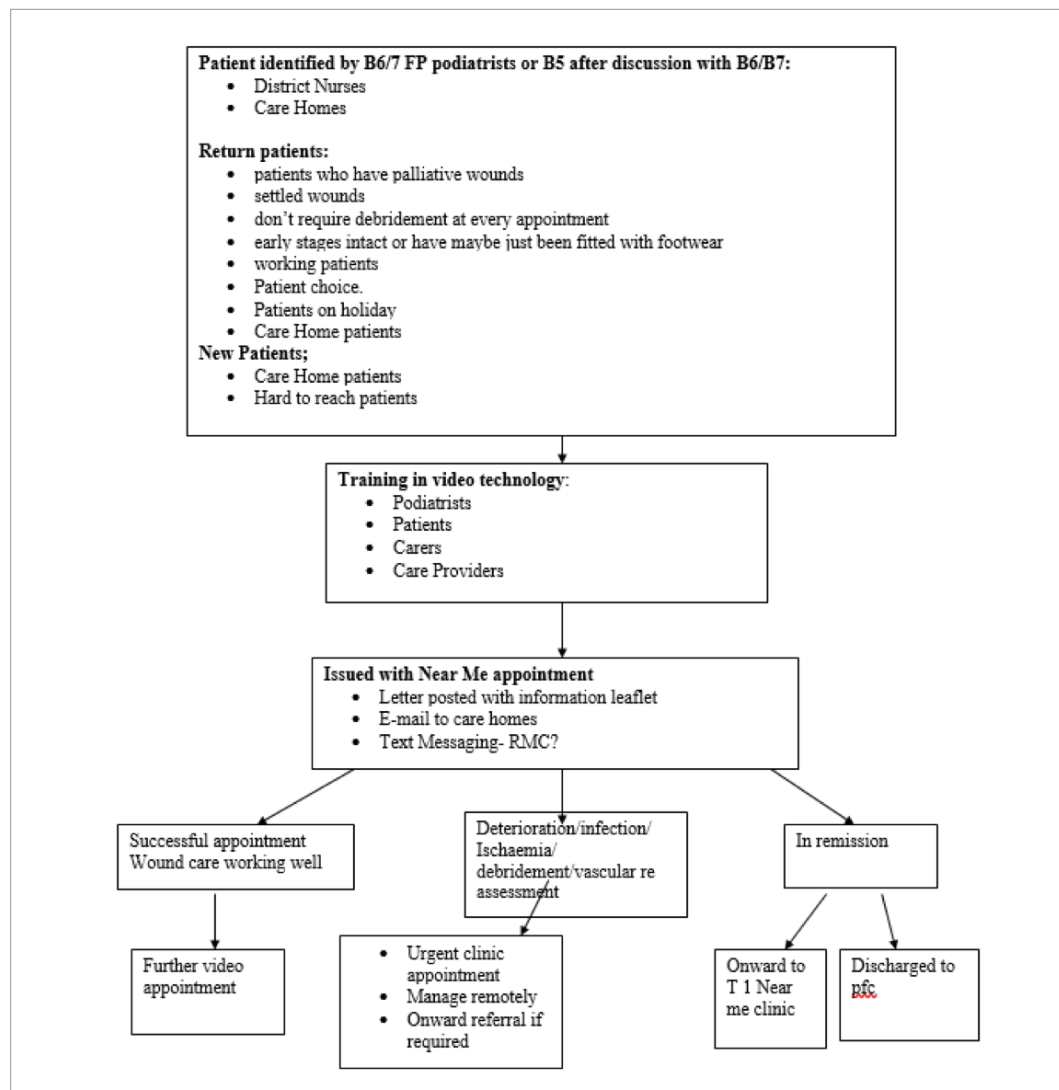 Patient identified by B6/7 FP podiatrists or B5 after discussion with B6/B7:
• District Nurses
• Care Homes
Return patients:
• patients who have palliative wounds
• settled wounds
• don't require debridement at every appointment
• early stages intact or have maybe just been fitted with footwear
• working patients
• Patient choice.
• Patients on holiday
• Care Home patients
New Patients;
• Care Home patients
• Hard to reach patients
Training in video technology:
• Podiatrists
• Patients
• Carers
• Care Providers
Issued with Near Me appointment
• Letter posted with information leaflet
• E-mail to care homes
• Text Messaging- RMC?
Successful appointment
Wound care working well
Deterioration/infection/
Ischaemia/
debridement/vascular re
assessment
In remission
Further video
appointment
• Urgent clinic
appointment
• Manage remotely
• Onward referral if
required
Onward to
T 1 Near
me clinic
Discharged to
pfc